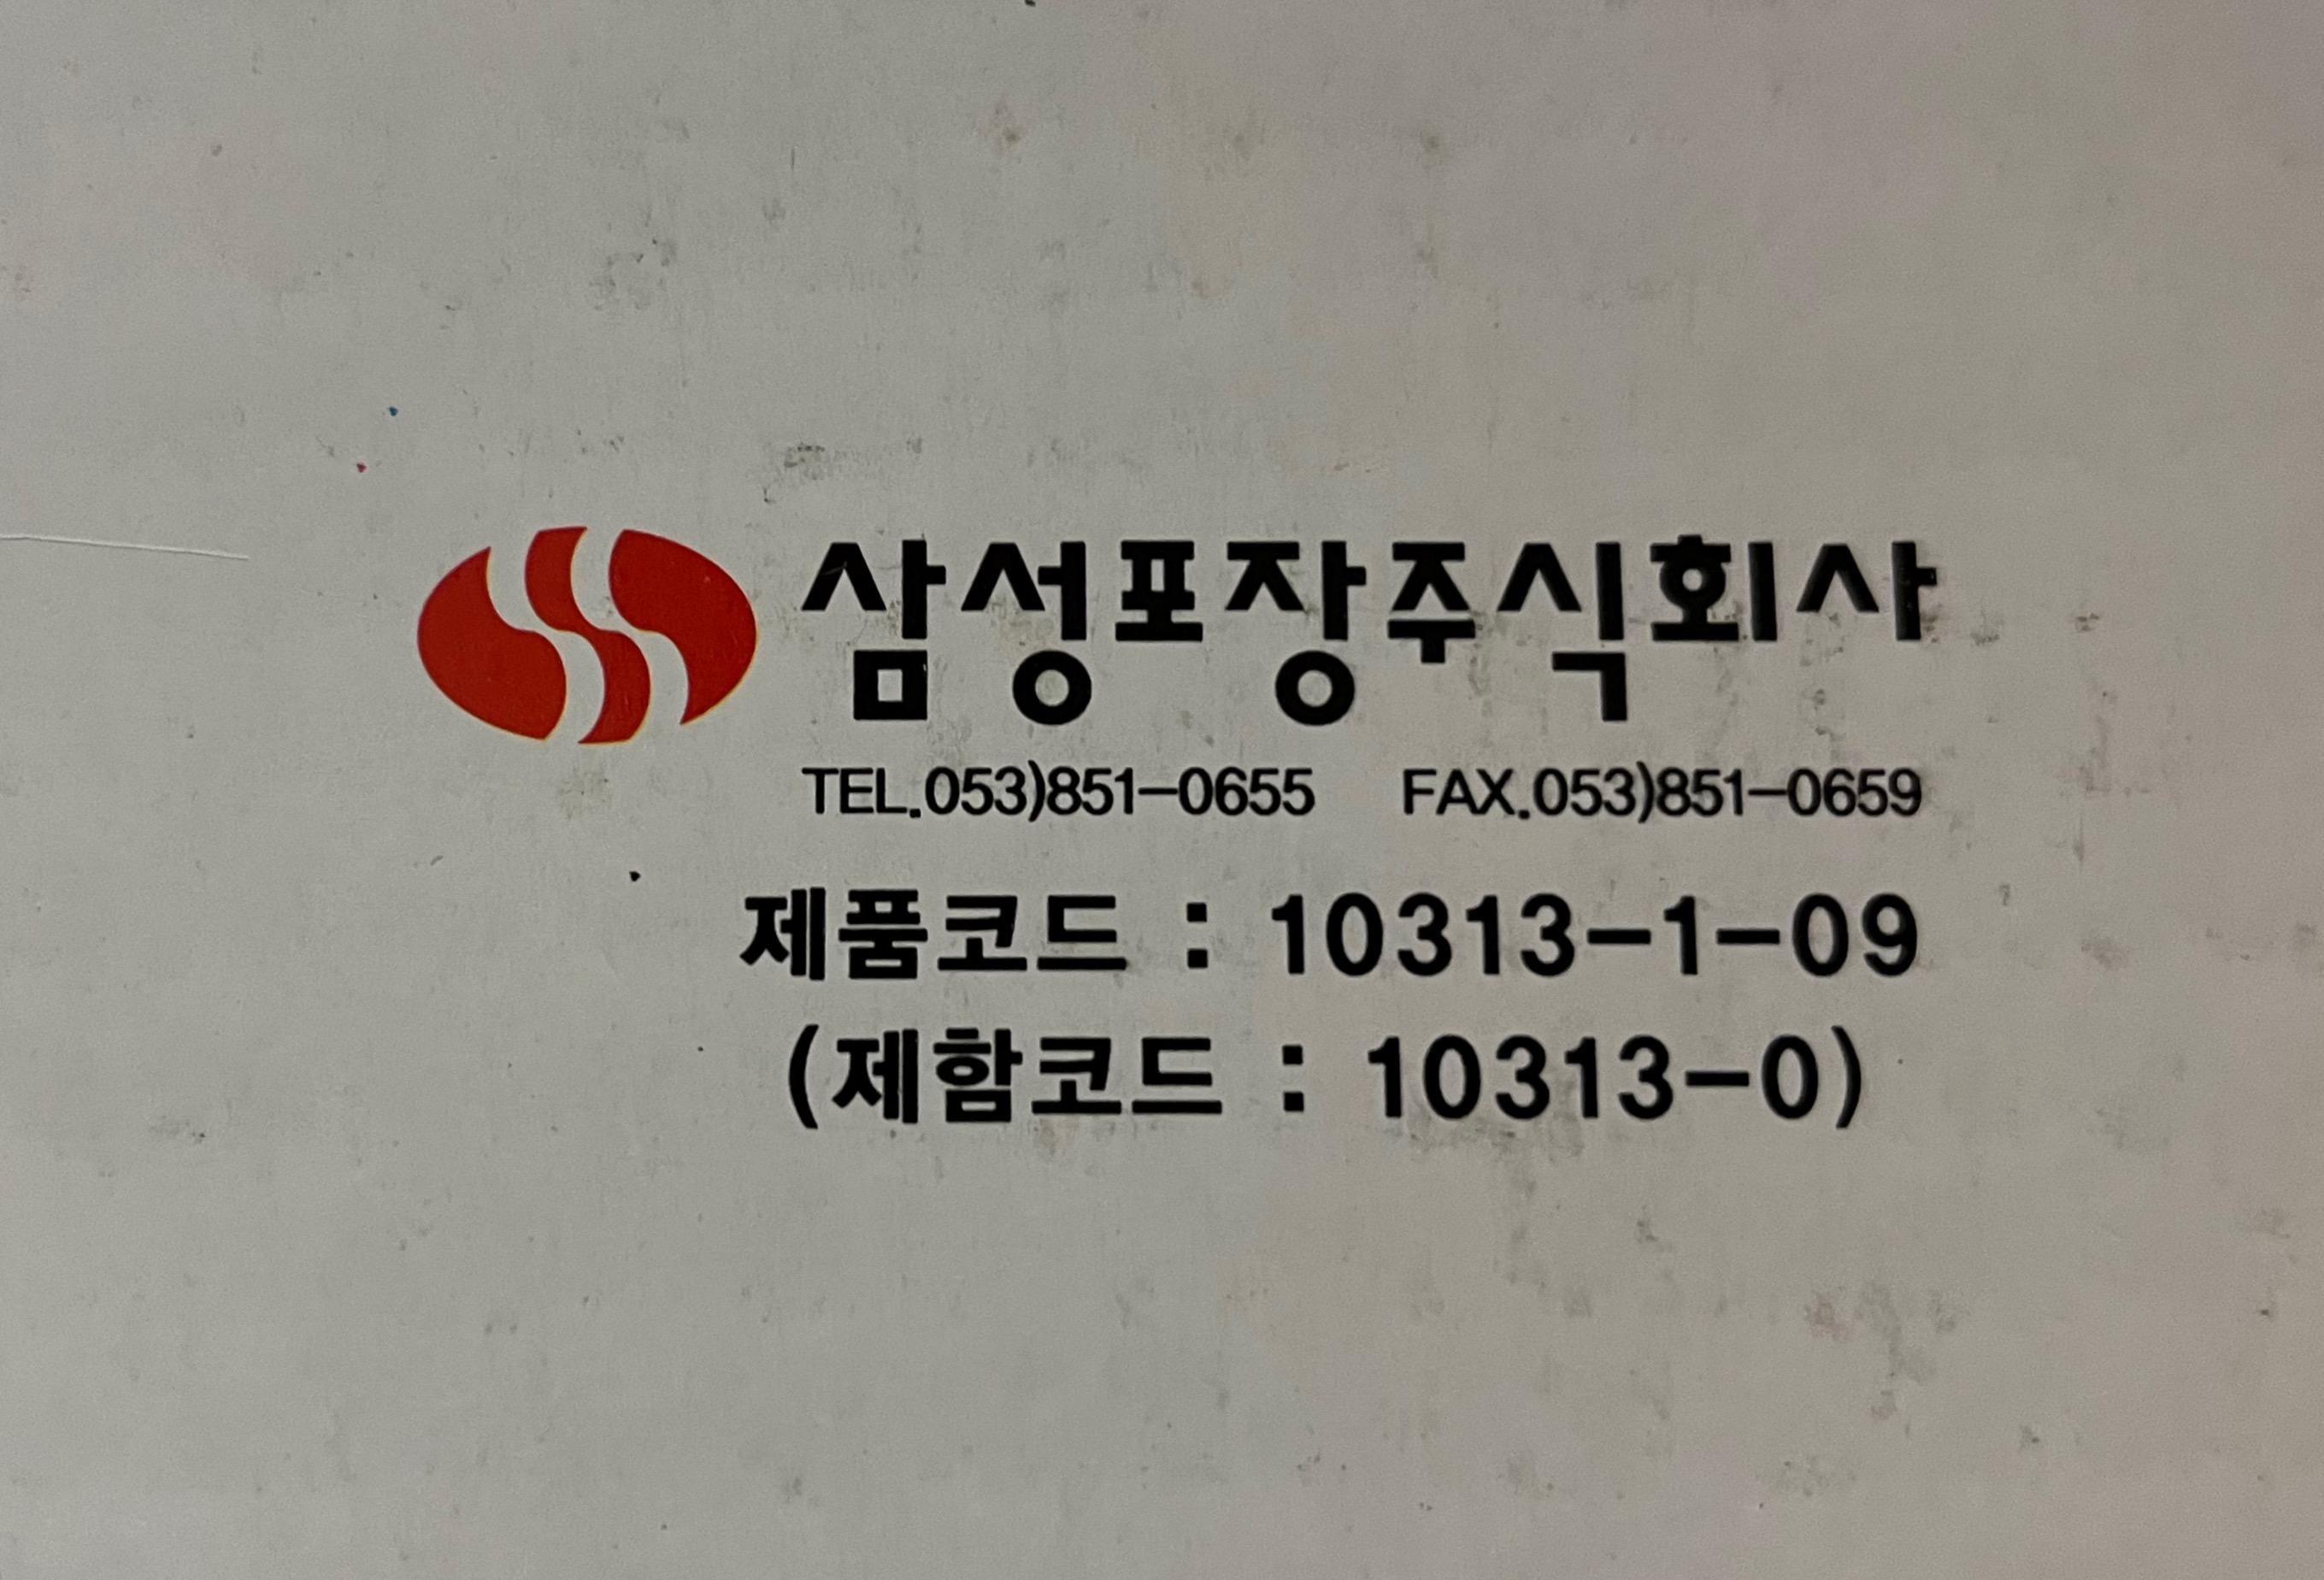 삼성포장주식회사
TEL.053)851-0655 FAX.053)851-0659
제품코드 : 10313-1-09
(제함코드 : 10313-0)